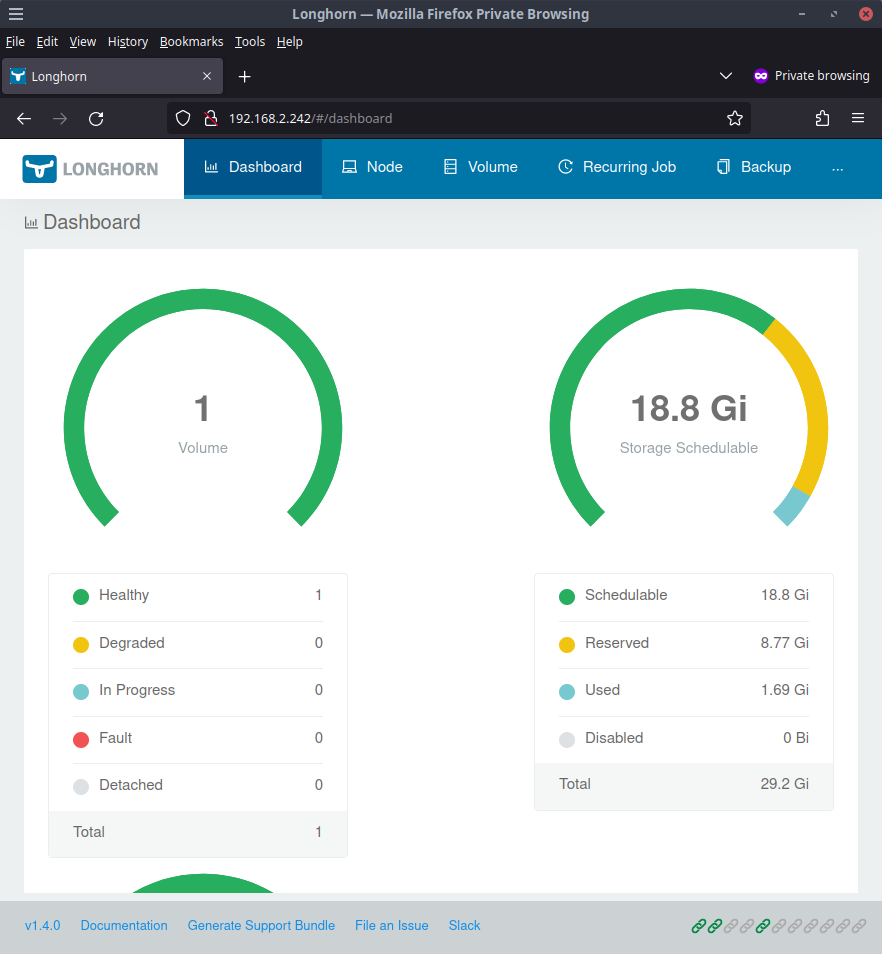 Longhorn — Mozilla Firefox Private Browsing
File Edit View History Bookmarks Tools Help
Longhorn
Private browsing
192.168.2.242/#/dashboard
LONGHORN
Dashboard
Node
Volume
Recurring Job
Backup
...
Dashboard
1
Volume
18.8 Gi
Storage Schedulable
Healthy 1
Degraded 0
In Progress 0
Fault 0
Detached 0
Total 1
Schedulable 18.8 Gi
Reserved 8.77 Gi
Used 1.69 Gi
Disabled 0 Bi
Total 29.2 Gi
v1.4.0 Documentation Generate Support Bundle File an Issue Slack